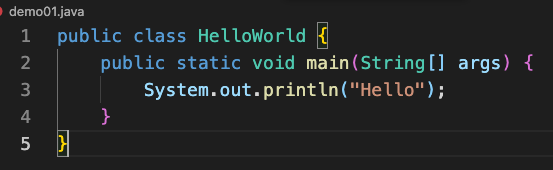 demo01.java
1 public class HelloWorld {
2     public static void main(String[] args) {
3         System.out.println("Hello");
4     }
5 }